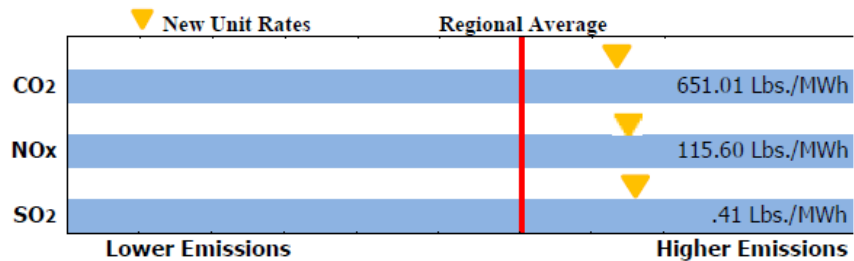 New Unit Rates Regional Average
CO2 651.01 Lbs./MWh
NOx 115.60 Lbs./MWh
SO2 .41 Lbs./MWh
Lower Emissions Higher Emissions